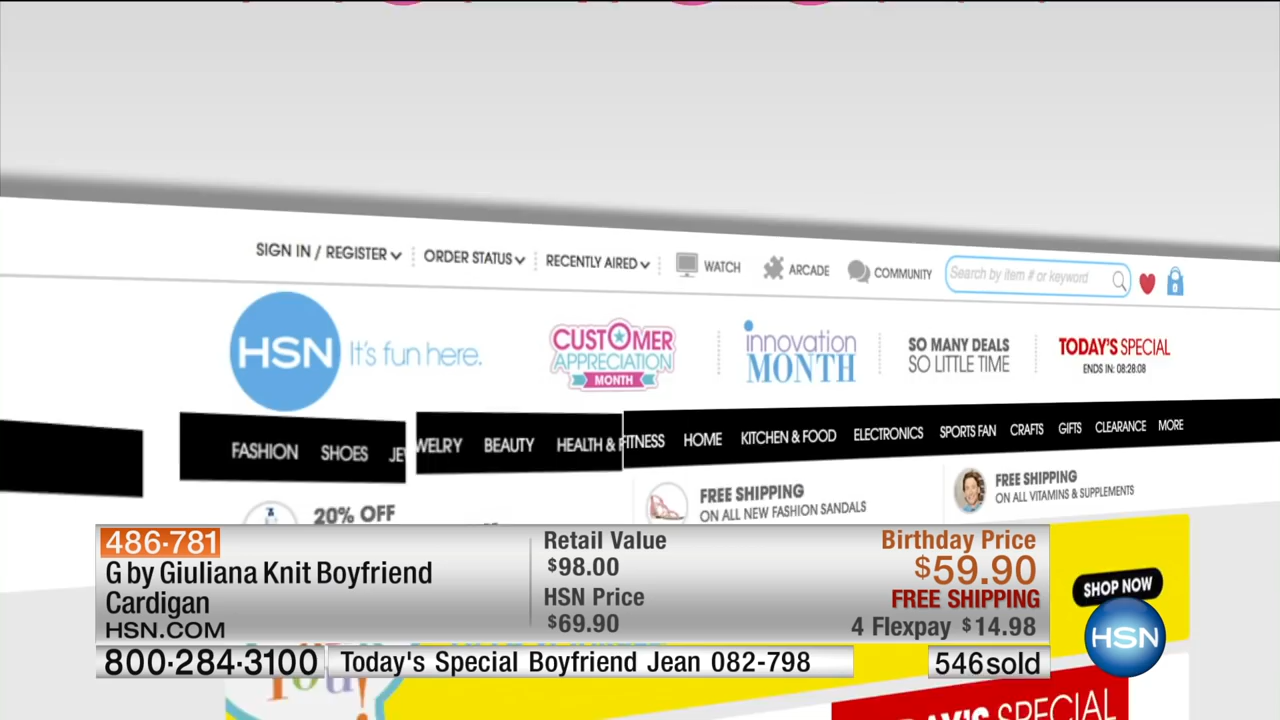 SIGN IN / REGISTER ORDER STATUS RECENTLY AIRED WATCH ARCADE COMMUNITY Search by item # or keyword
HSN It's fun here.
CUSTOMER
APPRECIATION
MONTH
innovation
MONTH
SO MANY DEALS
SO LITTLE TIME
TODAY'S SPECIAL
ENDS IN: 08:28:08
FASHION SHOES JEWELRY BEAUTY HEALTH & FITNESS HOME KITCHEN & FOOD ELECTRONICS SPORTS FAN CRAFTS GIFTS CLEARANCE MORE
20% OFF
FREE SHIPPING
ON ALL NEW FASHION SANDALS
FREE SHIPPING
ON ALL VITAMINS & SUPPLEMENTS
SHOP NOW
486-781
G by Giuliana Knit Boyfriend
Cardigan
HSN.COM
Retail Value
$98.00
HSN Price
$69.90
Birthday Price
$59.90
FREE SHIPPING
4 Flexpay $14.98
HSN
800·284·3100 Today's Special Boyfriend Jean 082-798 546 sold
You!
TODAY'S SPECIAL